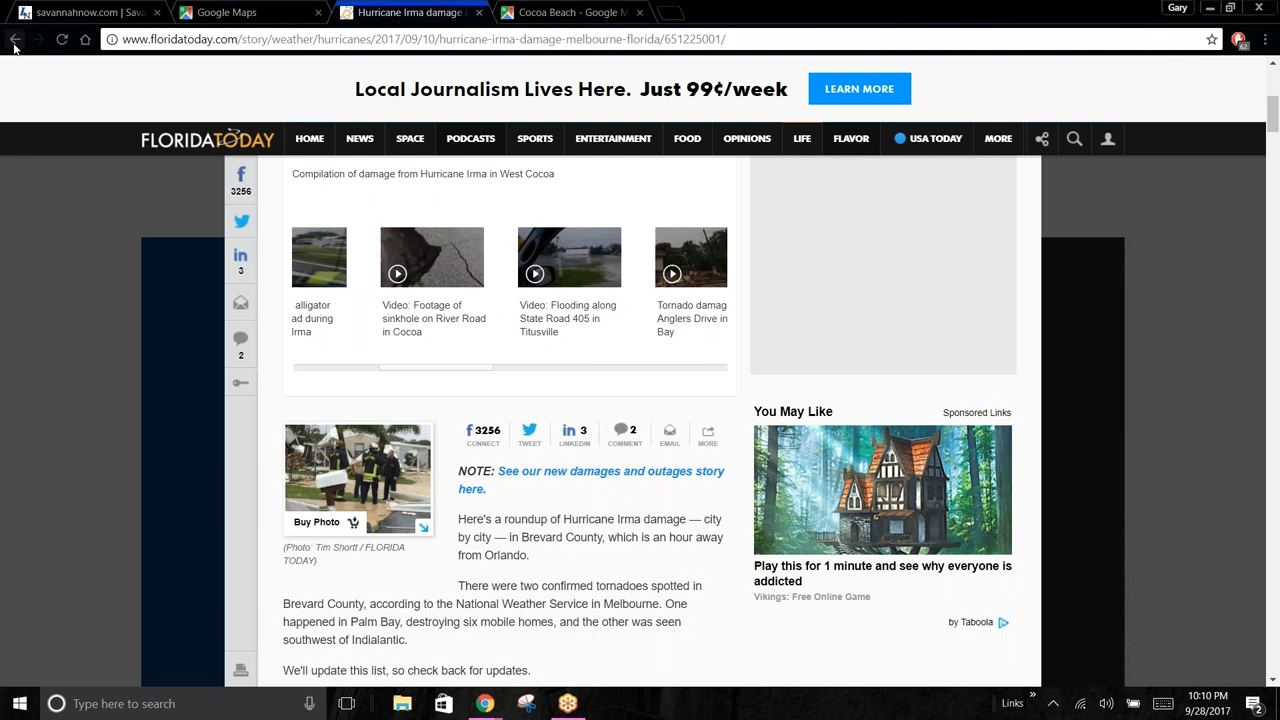 savannahnow.com | Sava
Google Maps
Hurricane Irma damage i
Cocoa Beach - Google M
Gary
www.floridatoday.com/story/weather/hurricanes/2017/09/10/hurricane-irma-damage-melbourne-florida/651225001/
62
Local Journalism Lives Here. Just 99¢/week
LEARN MORE
FLORIDA TODAY
HOME
NEWS
SPACE
PODCASTS
SPORTS
ENTERTAINMENT
FOOD
OPINIONS
LIFE
FLAVOR
USA TODAY
MORE
3256
3
2
Compilation of damage from Hurricane Irma in West Cocoa
alligator
ad during
Irma
Video: Footage of
sinkhole on River Road
in Cocoa
Video: Flooding along
State Road 405 in
Titusville
Tornado damag
Anglers Drive in
Bay
Buy Photo
(Photo: Tim Shortt / FLORIDA
TODAY)
3256
CONNECT
TWEET
3
LINKEDIN
2
COMMENT
EMAIL
MORE
NOTE: See our new damages and outages story
here.
Here's a roundup of Hurricane Irma damage — city
by city — in Brevard County, which is an hour away
from Orlando.
There were two confirmed tornadoes spotted in
Brevard County, according to the National Weather Service in Melbourne. One
happened in Palm Bay, destroying six mobile homes, and the other was seen
southwest of Indialantic.
We'll update this list, so check back for updates.
You May Like
Sponsored Links
Play this for 1 minute and see why everyone is
addicted
Vikings: Free Online Game
by Taboola
Type here to search
Links
10:10 PM
9/28/2017
2